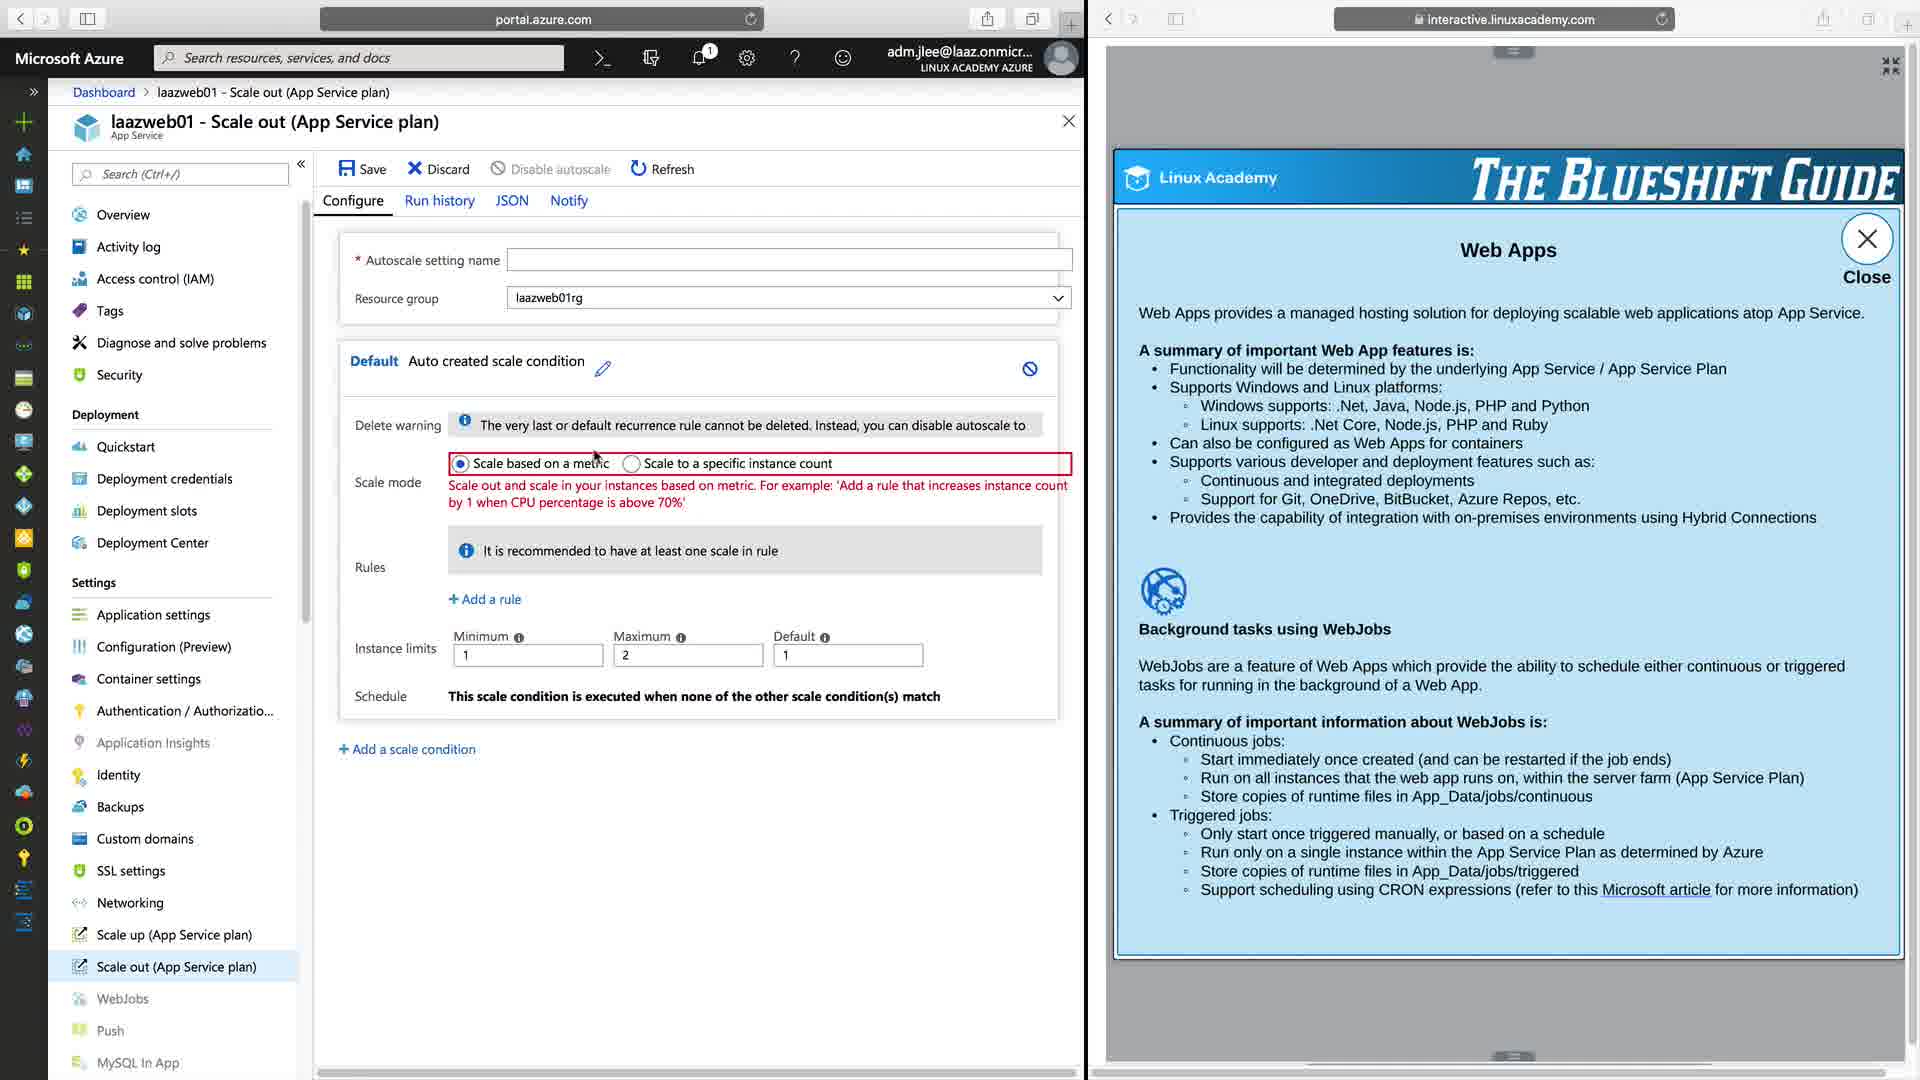 portal.azure.com
Microsoft Azure
Search resources, services, and docs
1
adm.jlee@laaz.onmicr...
LINUX ACADEMY AZURE
Dashboard > laazweb01 - Scale out (App Service plan)
laazweb01 - Scale out (App Service plan)
App Service
Search (Ctrl+/)
Overview
Activity log
Access control (IAM)
Tags
Diagnose and solve problems
Security
Deployment
Quickstart
Deployment credentials
Deployment slots
Deployment Center
Settings
Application settings
Configuration (Preview)
Container settings
Authentication / Authorizatio...
Application Insights
Identity
Backups
Custom domains
SSL settings
Networking
Scale up (App Service plan)
Scale out (App Service plan)
WebJobs
Push
MySQL In App
Save Discard Disable autoscale Refresh
Configure Run history JSON Notify
* Autoscale setting name
Resource group laazweb01rg
Default Auto created scale condition
Delete warning The very last or default recurrence rule cannot be deleted. Instead, you can disable autoscale to
Scale mode
Scale based on a metric Scale to a specific instance count
Scale out and scale in your instances based on metric. For example: 'Add a rule that increases instance count
by 1 when CPU percentage is above 70%'
Rules
It is recommended to have at least one scale in rule
+ Add a rule
Instance limits
Minimum Maximum Default
1 2 1
Schedule This scale condition is executed when none of the other scale condition(s) match
+ Add a scale condition
interactive.linuxacademy.com
Linux Academy
THE BLUESHIFT GUIDE
Web Apps
Close
Web Apps provides a managed hosting solution for deploying scalable web applications atop App Service.
A summary of important Web App features is:
• Functionality will be determined by the underlying App Service / App Service Plan
• Supports Windows and Linux platforms:
◦ Windows supports: .Net, Java, Node.js, PHP and Python
◦ Linux supports: .Net Core, Node.js, PHP and Ruby
• Can also be configured as Web Apps for containers
• Supports various developer and deployment features such as:
◦ Continuous and integrated deployments
◦ Support for Git, OneDrive, BitBucket, Azure Repos, etc.
• Provides the capability of integration with on-premises environments using Hybrid Connections
Background tasks using WebJobs
WebJobs are a feature of Web Apps which provide the ability to schedule either continuous or triggered
tasks for running in the background of a Web App.
A summary of important information about WebJobs is:
• Continuous jobs:
◦ Start immediately once created (and can be restarted if the job ends)
◦ Run on all instances that the web app runs on, within the server farm (App Service Plan)
◦ Store copies of runtime files in App_Data/jobs/continuous
• Triggered jobs:
◦ Only start once triggered manually, or based on a schedule
◦ Run only on a single instance within the App Service Plan as determined by Azure
◦ Store copies of runtime files in App_Data/jobs/triggered
◦ Support scheduling using CRON expressions (refer to this Microsoft article for more information)